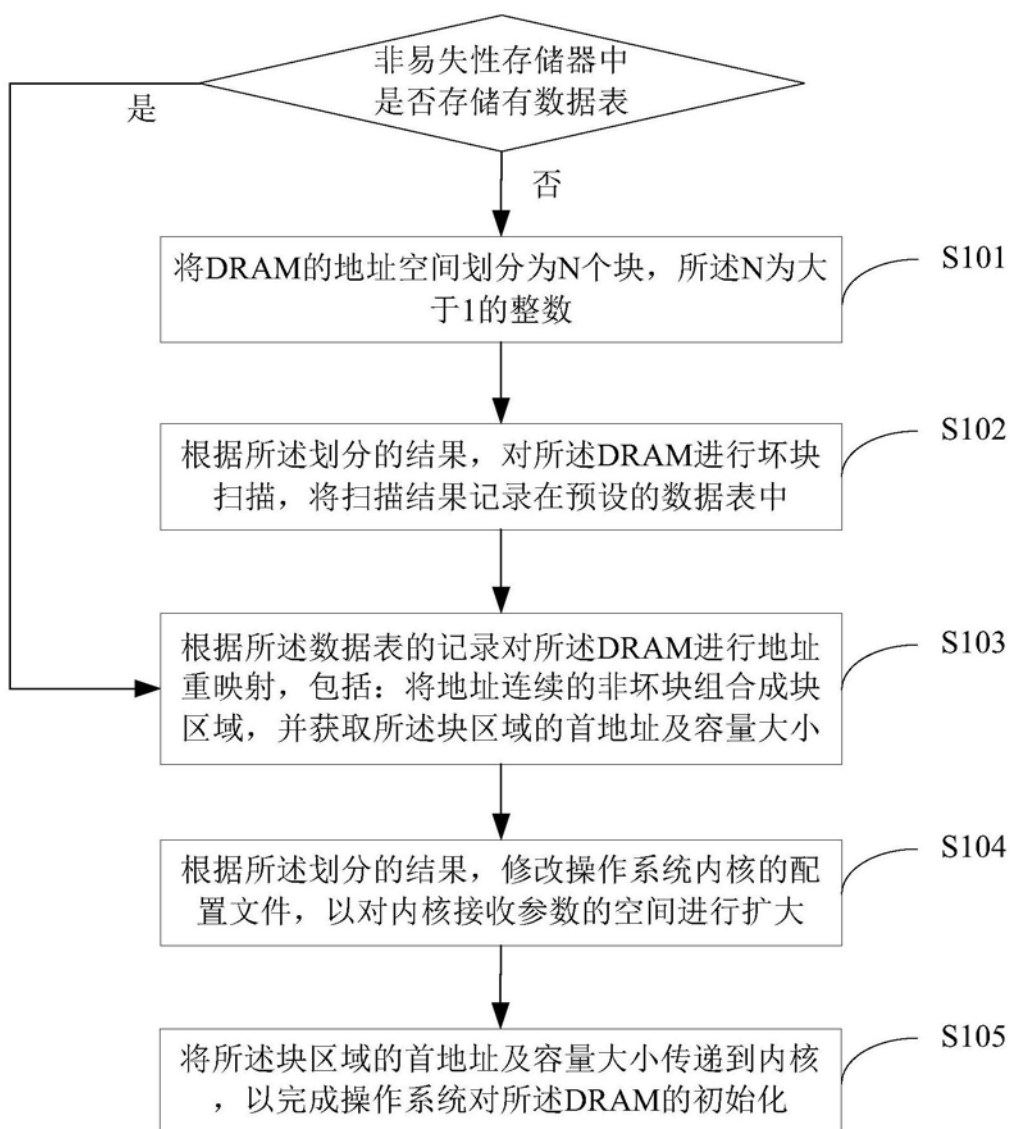 非易失性存储器中
是否存储有数据表
是
否
将DRAM的地址空间划分为N个块，所述N为大
于1的整数
S101
根据所述划分的结果，对所述DRAM进行坏块
扫描，将扫描结果记录在预设的数据表中
S102
根据所述数据表的记录对所述DRAM进行地址
重映射，包括：将地址连续的非坏块组合成块
区域，并获取所述块区域的首地址及容量大小
S103
根据所述划分的结果，修改操作系统内核的配
置文件，以对内核接收参数的空间进行扩大
S104
将所述块区域的首地址及容量大小传递到内核
，以完成操作系统对所述DRAM的初始化
S105